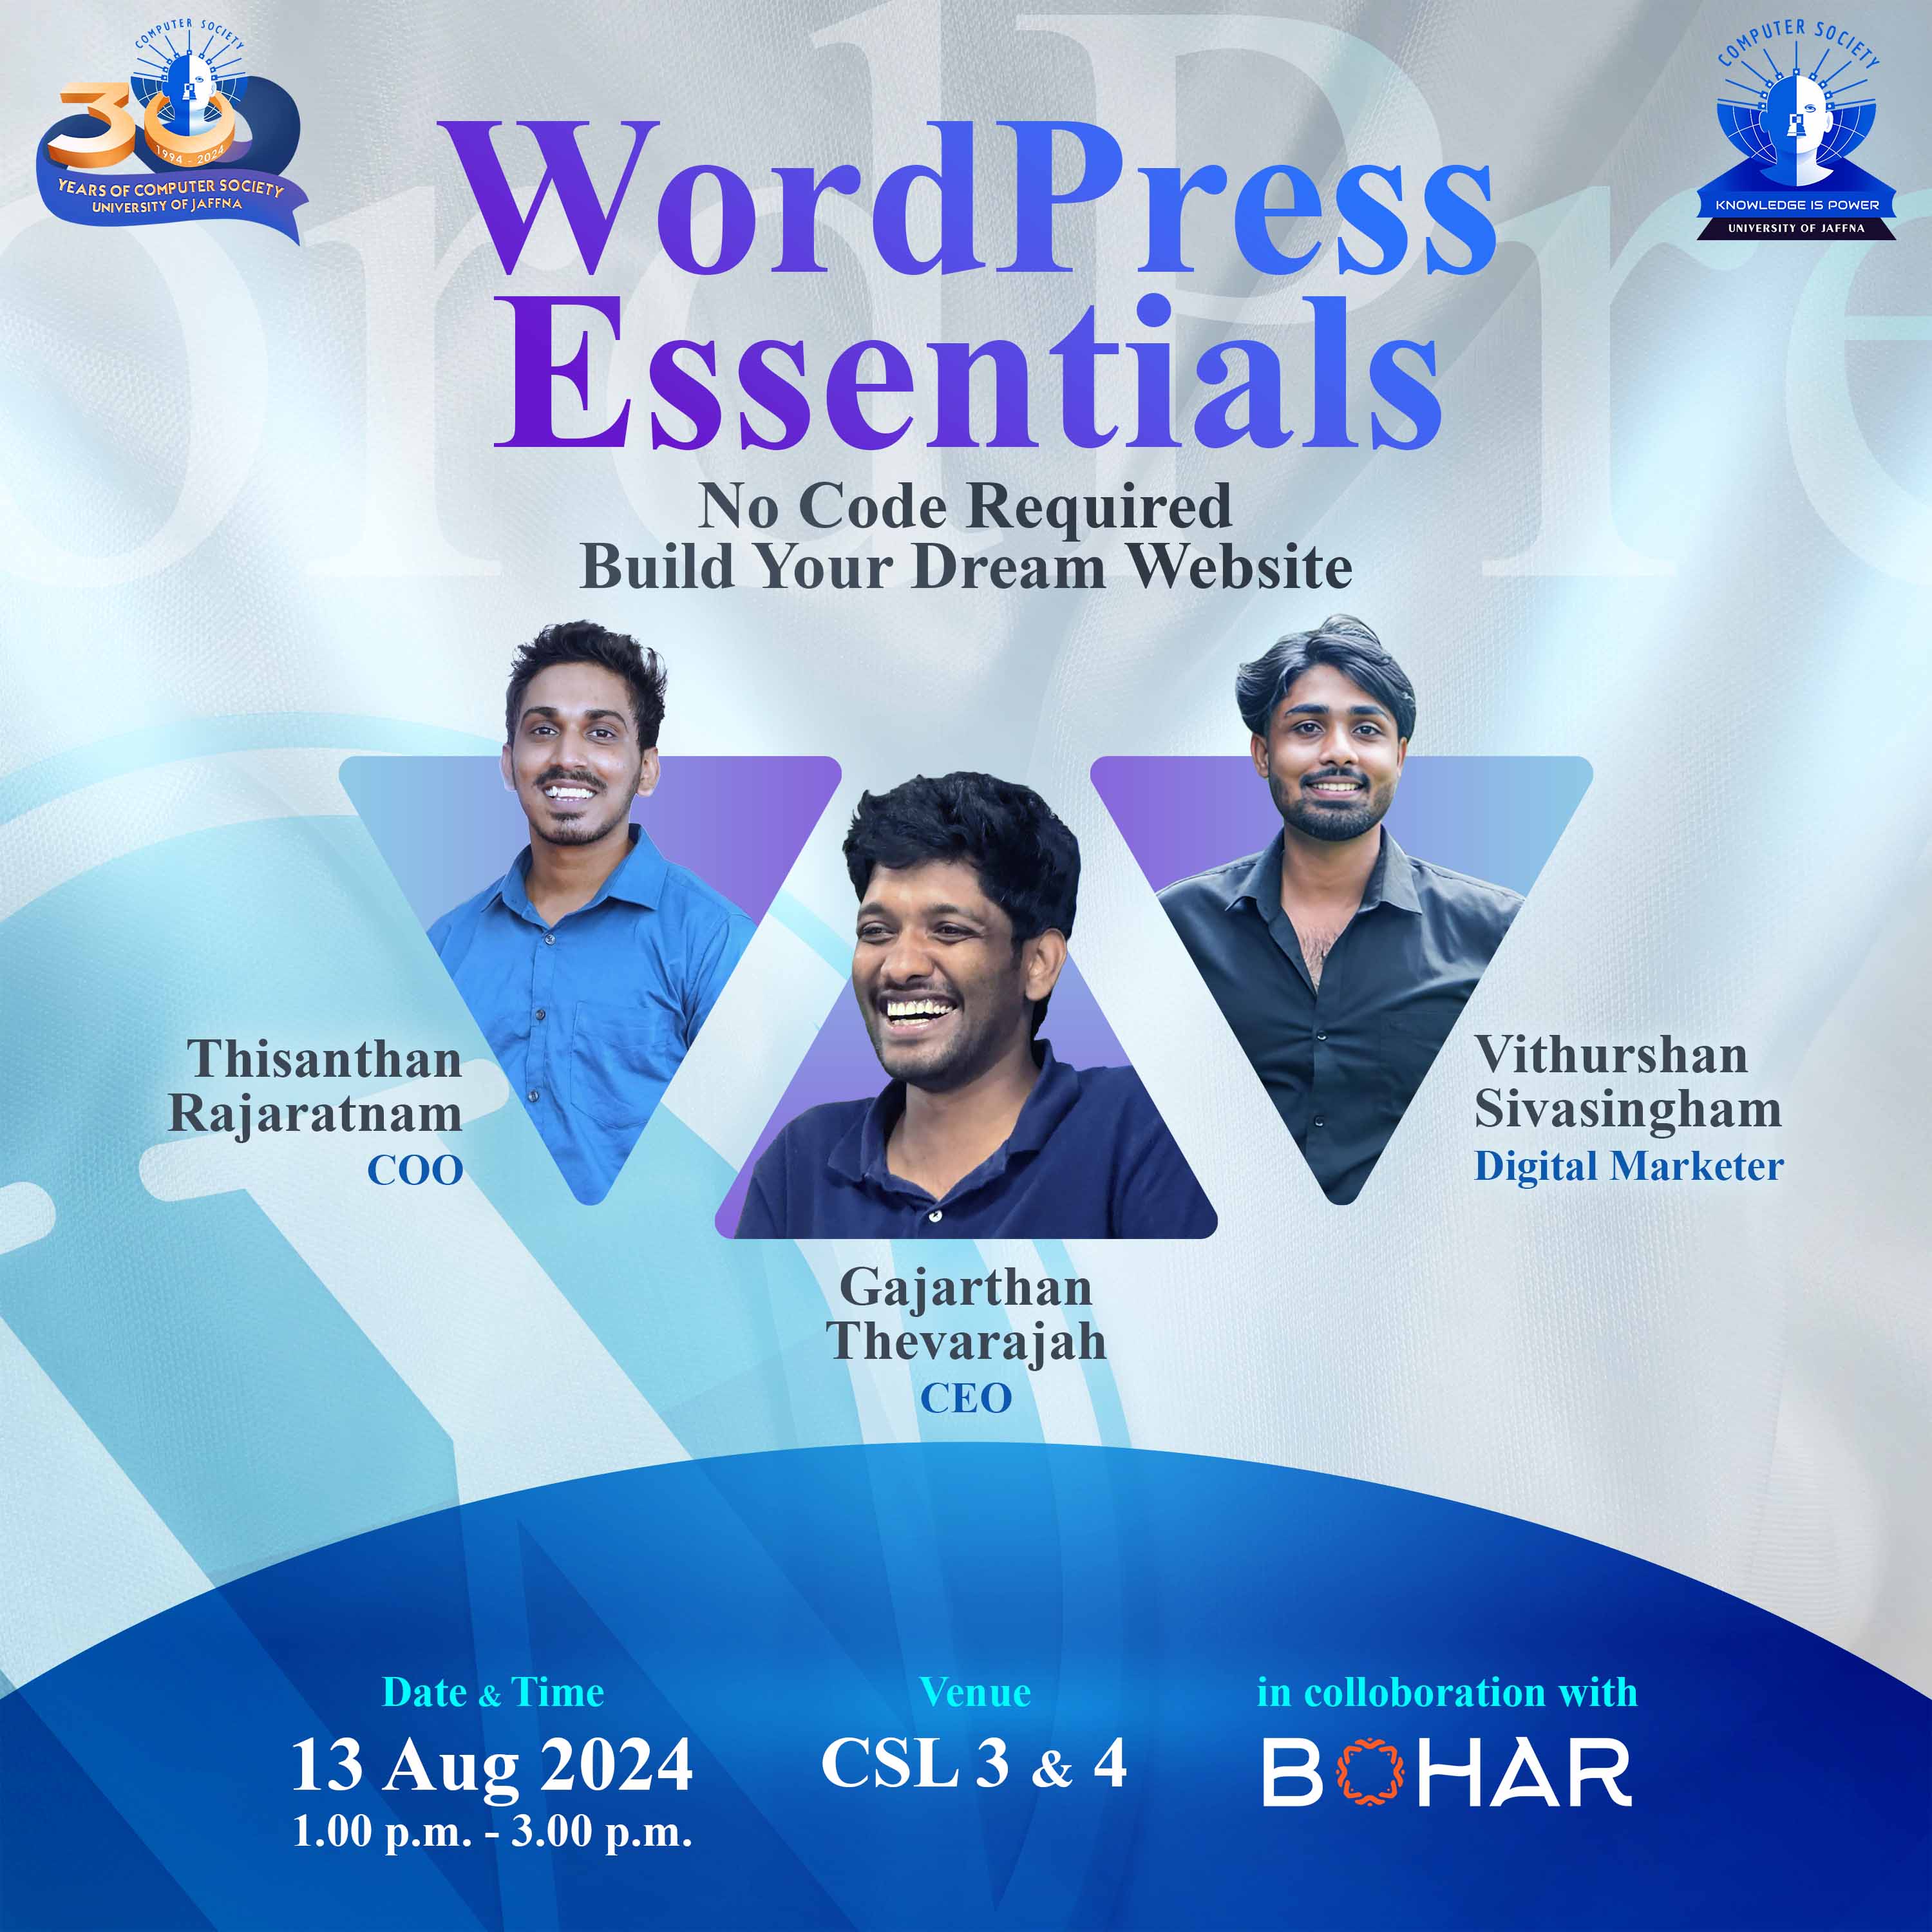 COMPUTER SOCIETY
30
1994 - 2024
YEARS OF COMPUTER SOCIETY
UNIVERSITY OF JAFFNA
COMPUTER SOCIETY
KNOWLEDGE IS POWER
UNIVERSITY OF JAFFNA
WordPress
Essentials
No Code Required
Build Your Dream Website
Thisanthan
Rajaratnam
COO
Gajarthan
Thevarajah
CEO
Vithurshan
Sivasingham
Digital Marketer
Date & Time
13 Aug 2024
1.00 p.m. - 3.00 p.m.
Venue
CSL 3 & 4
in colloboration with
BOHAR